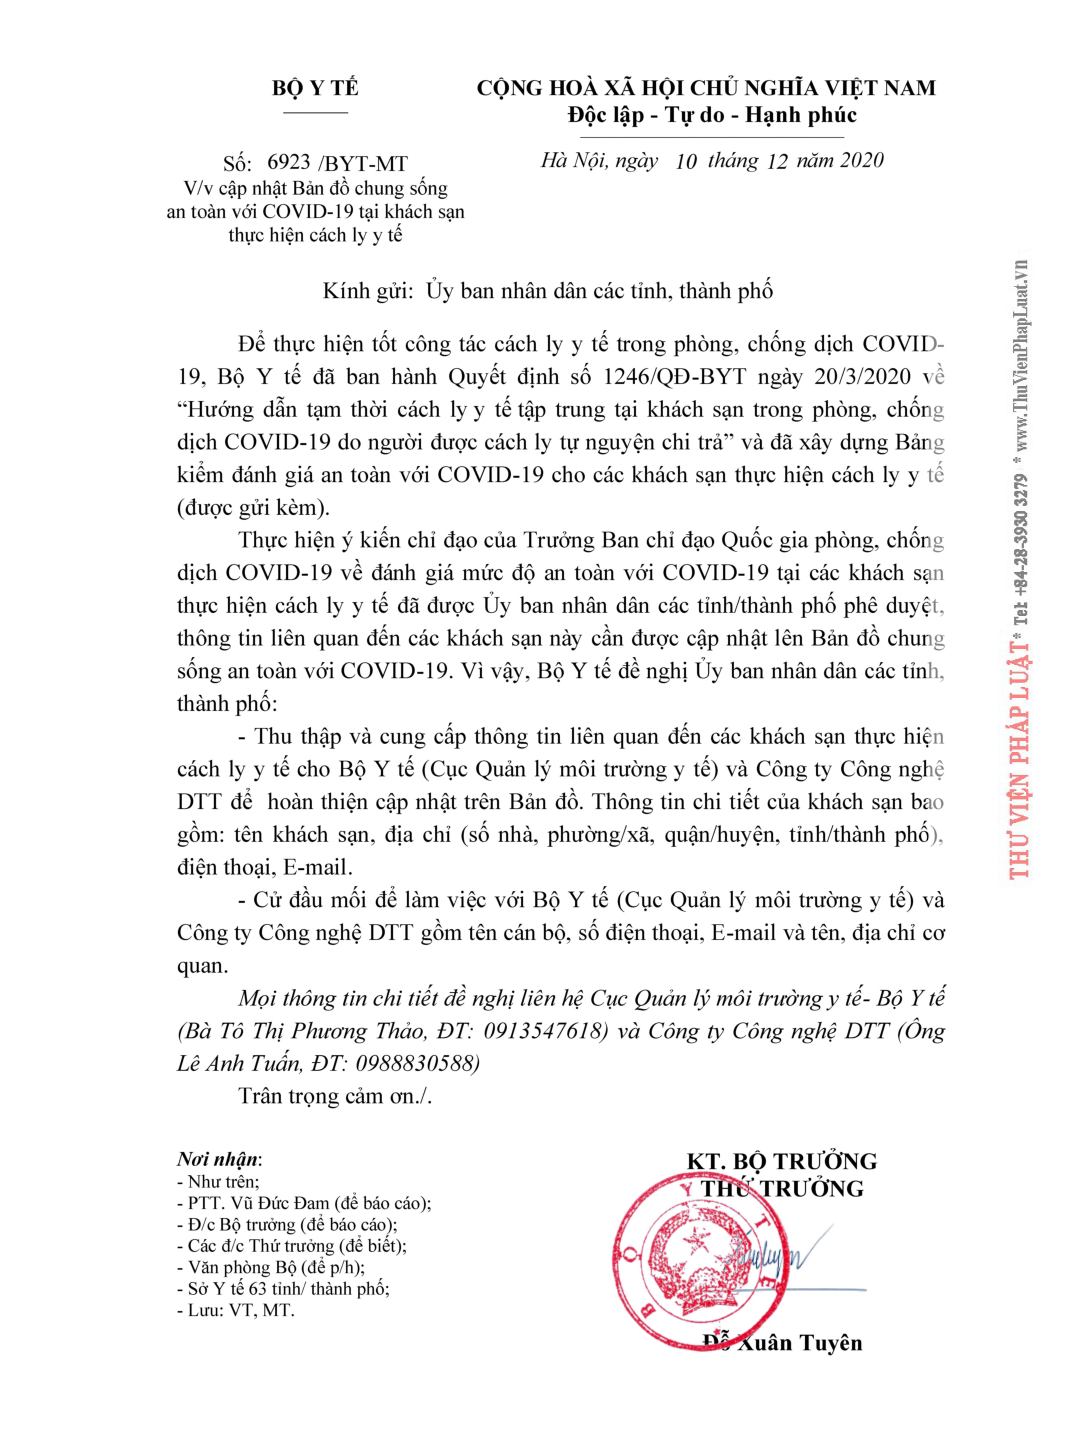 BỘ Y TẾ
CỘNG HOÀ XÃ HỘI CHỦ NGHĨA VIỆT NAM
Độc lập - Tự do - Hạnh phúc
Số: 6923 /BYT-MT
V/v cập nhật Bản đồ chung sống
an toàn với COVID-19 tại khách sạn
thực hiện cách ly y tế
Hà Nội, ngày 10 tháng 12 năm 2020
Kính gửi: Ủy ban nhân dân các tỉnh, thành phố
Để thực hiện tốt công tác cách ly y tế trong phòng, chống dịch COVID-
19, Bộ Y tế đã ban hành Quyết định số 1246/QĐ-BYT ngày 20/3/2020 về
“Hướng dẫn tạm thời cách ly y tế tập trung tại khách sạn trong phòng, chống
dịch COVID-19 do người được cách ly tự nguyện chi trả” và đã xây dựng Bảng
kiểm đánh giá an toàn với COVID-19 cho các khách sạn thực hiện cách ly y tế
(được gửi kèm).
Thực hiện ý kiến chỉ đạo của Trưởng Ban chỉ đạo Quốc gia phòng, chống
dịch COVID-19 về đánh giá mức độ an toàn với COVID-19 tại các khách sạn
thực hiện cách ly y tế đã được Ủy ban nhân dân các tỉnh/thành phố phê duyệt,
thông tin liên quan đến các khách sạn này cần được cập nhật lên Bản đồ chung
sống an toàn với COVID-19. Vì vậy, Bộ Y tế đề nghị Ủy ban nhân dân các tỉnh,
thành phố:
- Thu thập và cung cấp thông tin liên quan đến các khách sạn thực hiện
cách ly y tế cho Bộ Y tế (Cục Quản lý môi trường y tế) và Công ty Công nghệ
DTT để hoàn thiện cập nhật trên Bản đồ. Thông tin chi tiết của khách sạn bao
gồm: tên khách sạn, địa chỉ (số nhà, phường/xã, quận/huyện, tỉnh/thành phố),
điện thoại, E-mail.
- Cử đầu mối để làm việc với Bộ Y tế (Cục Quản lý môi trường y tế) và
Công ty Công nghệ DTT gồm tên cán bộ, số điện thoại, E-mail và tên, địa chỉ cơ
quan.
Mọi thông tin chi tiết đề nghị liên hệ Cục Quản lý môi trường y tế- Bộ Y tế
(Bà Tô Thị Phương Thảo, ĐT: 0913547618) và Công ty Công nghệ DTT (Ông
Lê Anh Tuấn, ĐT: 0988830588)
Trân trọng cảm ơn./.
Nơi nhận:
- Như trên;
- PTT. Vũ Đức Đam (để báo cáo);
- Đ/c Bộ trưởng (để báo cáo);
- Các đ/c Thứ trưởng (để biết);
- Văn phòng Bộ (để p/h);
- Sở Y tế 63 tỉnh/ thành phố;
- Lưu: VT, MT.
KT. BỘ TRƯỞNG
THỨ TRƯỞNG
BỘ Y TẾ
Đỗ Xuân Tuyên
THƯ VIỆN PHÁP LUẬT * Tel: +84-28-3930 3279 * www.ThuVienPhapLuat.vn